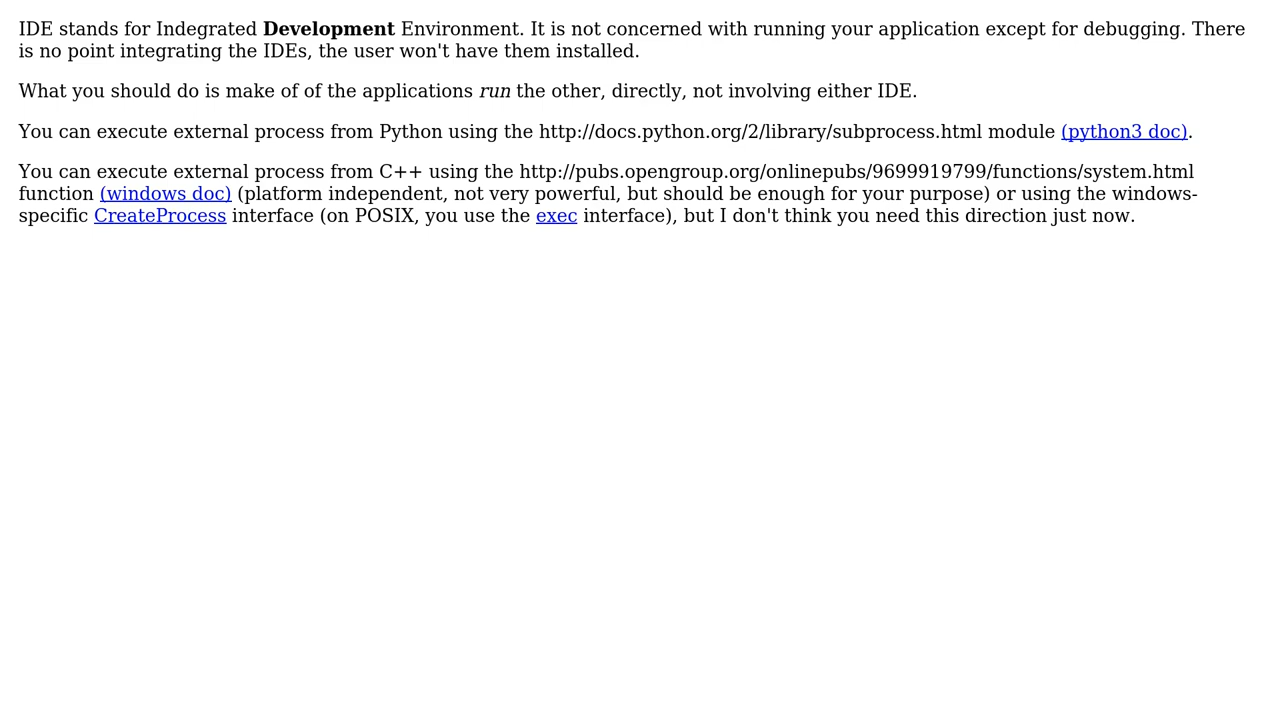 IDE stands for Indegrated Development Environment. It is not concerned with running your application except for debugging. There
is no point integrating the IDEs, the user won't have them installed.
What you should do is make of of the applications run the other, directly, not involving either IDE.
You can execute external process from Python using the http://docs.python.org/2/library/subprocess.html module (python3 doc).
You can execute external process from C++ using the http://pubs.opengroup.org/onlinepubs/9699919799/functions/system.html
function (windows doc) (platform independent, not very powerful, but should be enough for your purpose) or using the windows-
specific CreateProcess interface (on POSIX, you use the exec interface), but I don't think you need this direction just now.